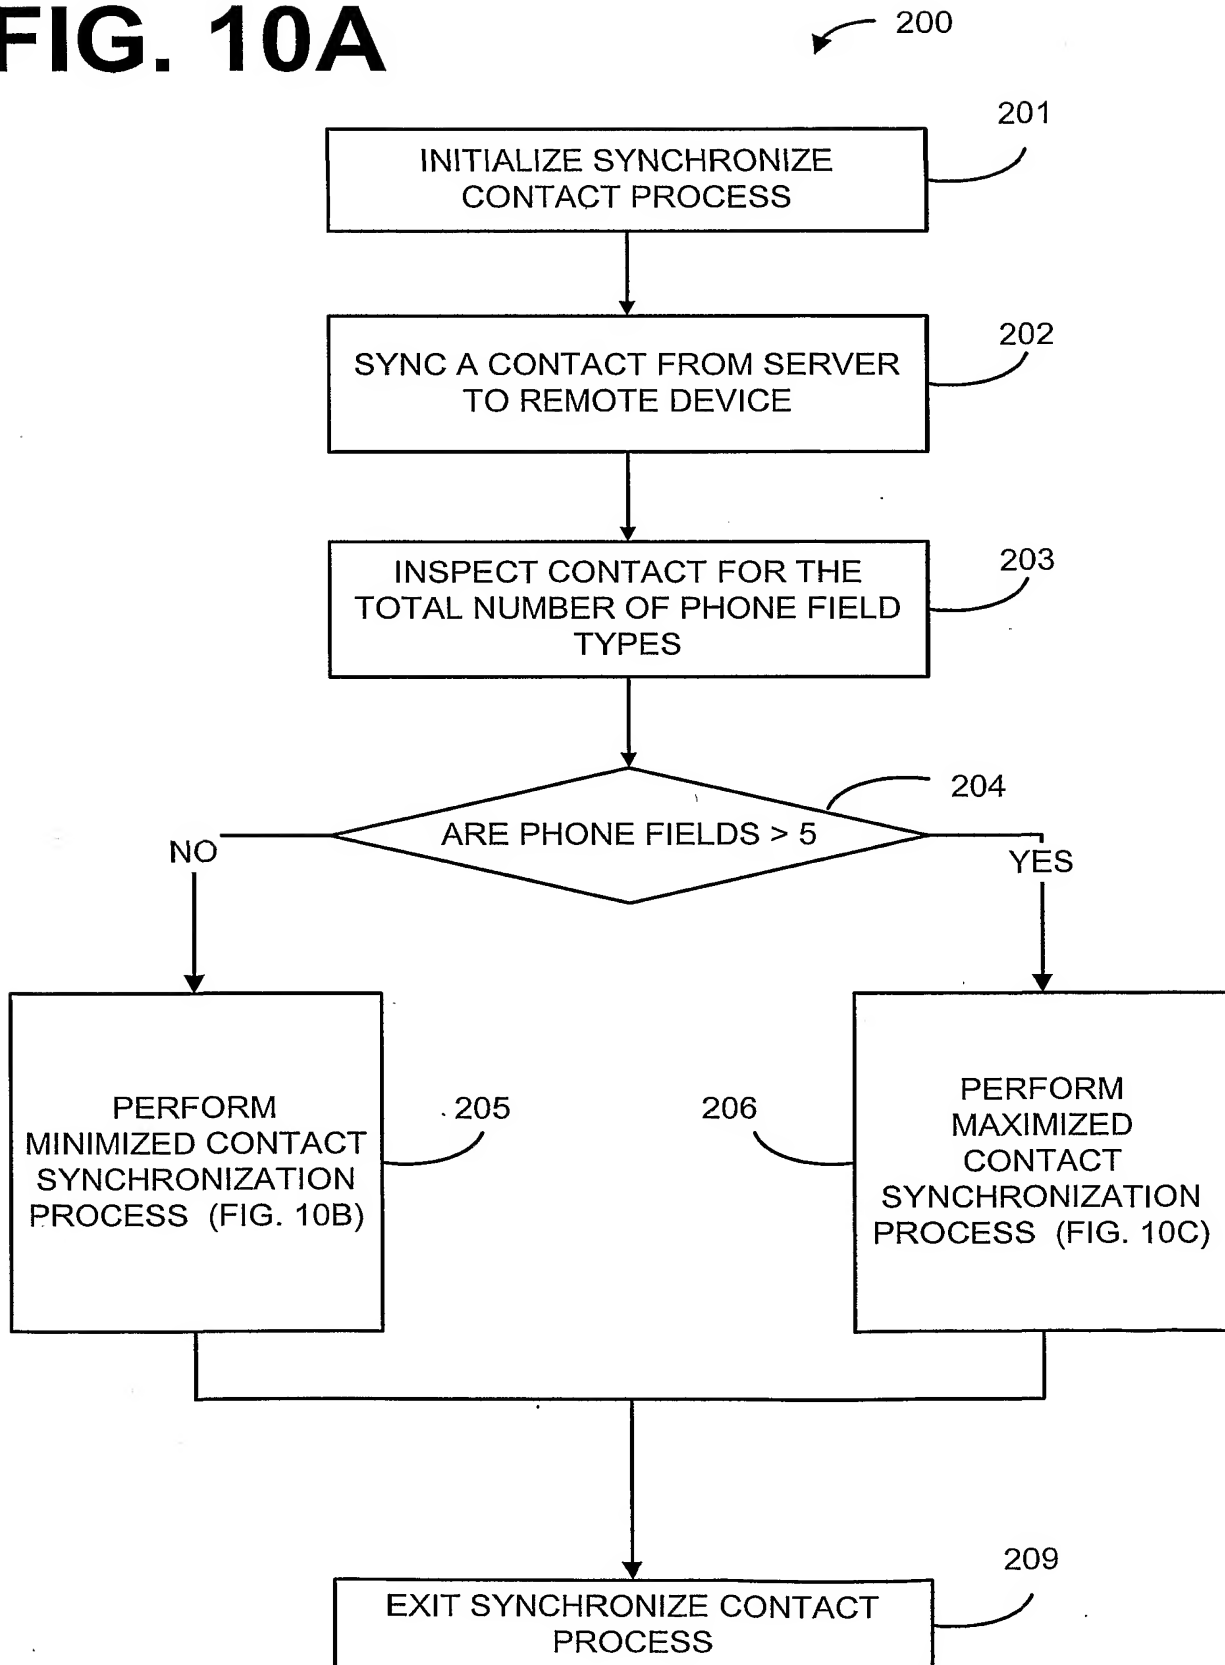 FIG. 10A
200
201
INITIALIZE SYNCHRONIZE
CONTACT PROCESS
202
SYNC A CONTACT FROM SERVER
TO REMOTE DEVICE
203
INSPECT CONTACT FOR THE
TOTAL NUMBER OF PHONE FIELD
TYPES
204
ARE PHONE FIELDS > 5
NO
YES
205
PERFORM
MINIMIZED CONTACT
SYNCHRONIZATION
PROCESS (FIG. 10B)
206
PERFORM
MAXIMIZED
CONTACT
SYNCHRONIZATION
PROCESS (FIG. 10C)
209
EXIT SYNCHRONIZE CONTACT
PROCESS